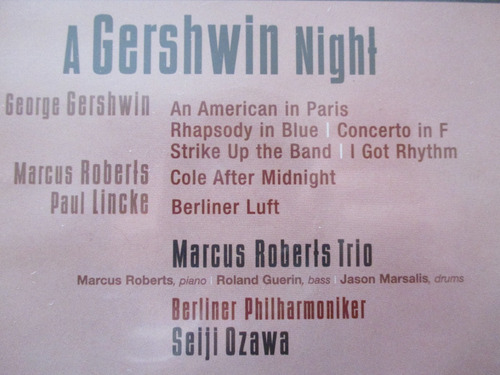 A Gershwin Night
George Gershwin An American in Paris
Rhapsody in Blue | Concerto in F
Strike Up the Band | I Got Rhythm
Marcus Roberts Cole After Midnight
Paul Lincke Berliner Luft
Marcus Roberts Trio
Marcus Roberts, piano | Roland Guerin, bass | Jason Marsalis, drums
Berliner Philharmoniker
Seiji Ozawa